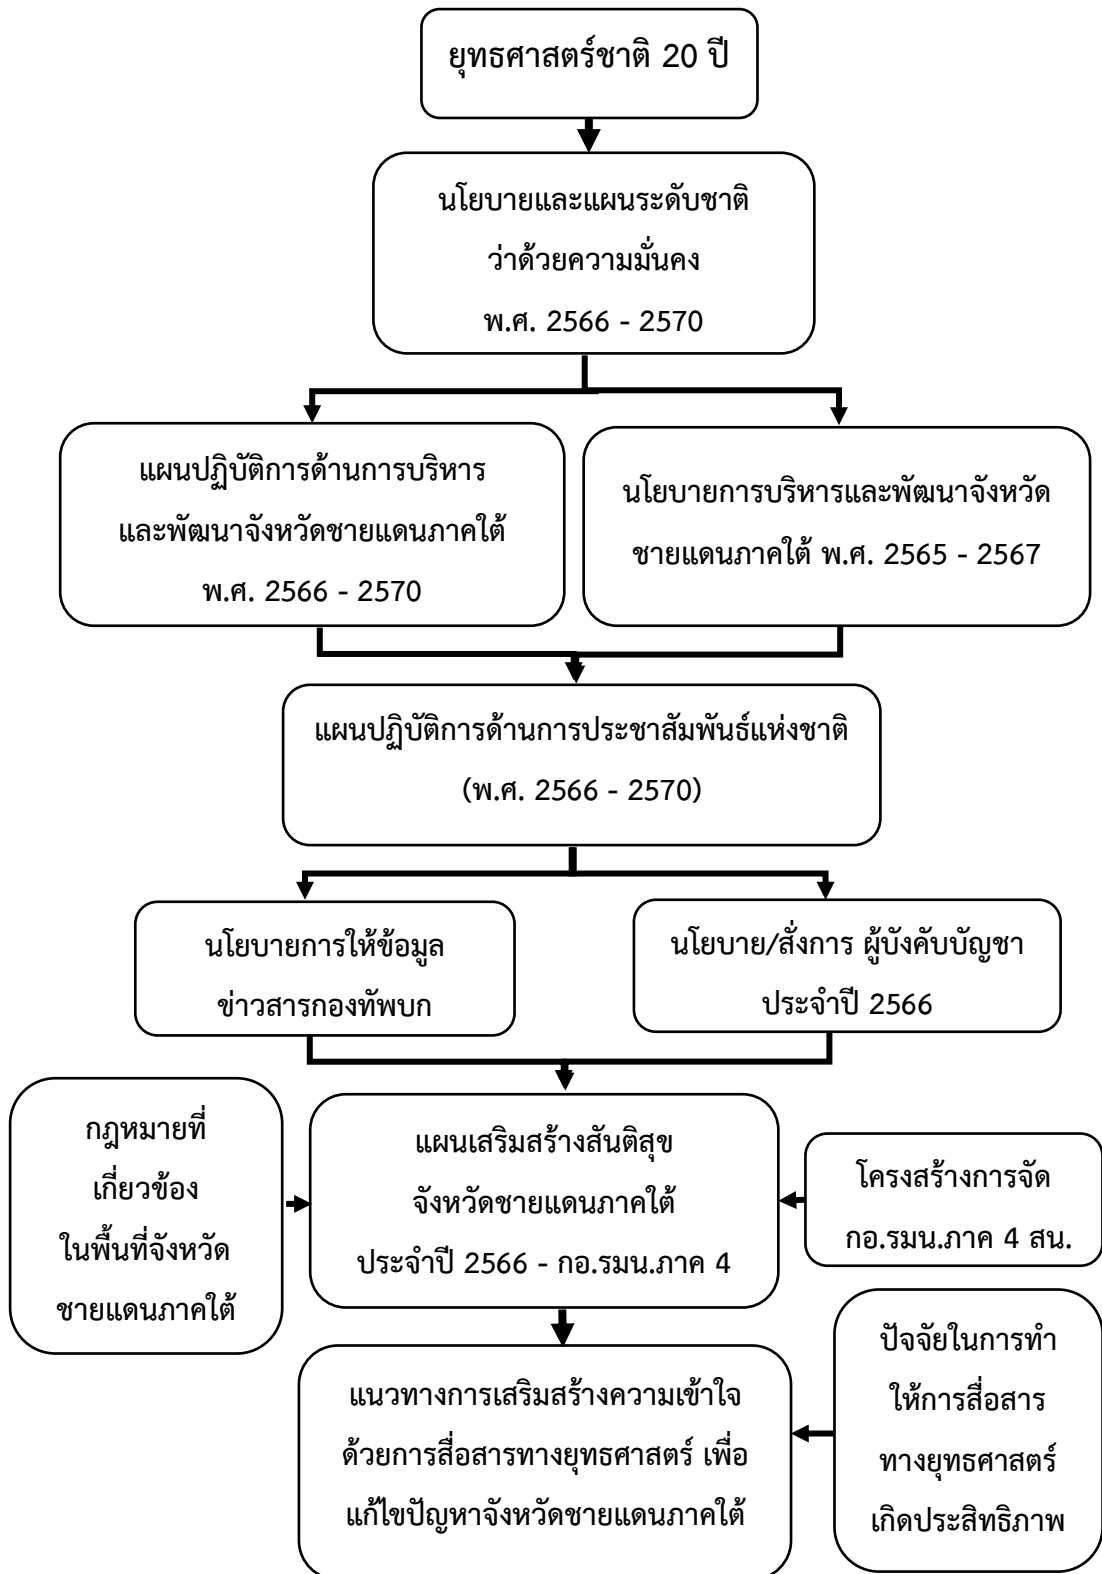 ยุทธศาสตร์ชาติ 20 ปี
นโยบายและแผนระดับชาติ
ว่าด้วยความมั่นคง
พ.ศ. 2566 - 2570
แผนปฏิบัติการด้านการบริหาร
และพัฒนาจังหวัดชายแดนภาคใต้
พ.ศ. 2566 - 2570
นโยบายการบริหารและพัฒนาจังหวัด
ชายแดนภาคใต้ พ.ศ. 2565 - 2567
แผนปฏิบัติการด้านการประชาสัมพันธ์แห่งชาติ
(พ.ศ. 2566 - 2570)
นโยบายการให้ข้อมูล
ข่าวสารกองทัพบก
นโยบาย/สั่งการ ผู้บังคับบัญชา
ประจำปี 2566
กฎหมายที่
เกี่ยวข้อง
ในพื้นที่จังหวัด
ชายแดนภาคใต้
แผนเสริมสร้างสันติสุข
จังหวัดชายแดนภาคใต้
ประจำปี 2566 - กอ.รมน.ภาค 4
โครงสร้างการจัด
กอ.รมน.ภาค 4 สน.
แนวทางการเสริมสร้างความเข้าใจ
ด้วยการสื่อสารทางยุทธศาสตร์ เพื่อ
แก้ไขปัญหาจังหวัดชายแดนภาคใต้
ปัจจัยในการทำ
ให้การสื่อสาร
ทางยุทธศาสตร์
เกิดประสิทธิภาพ